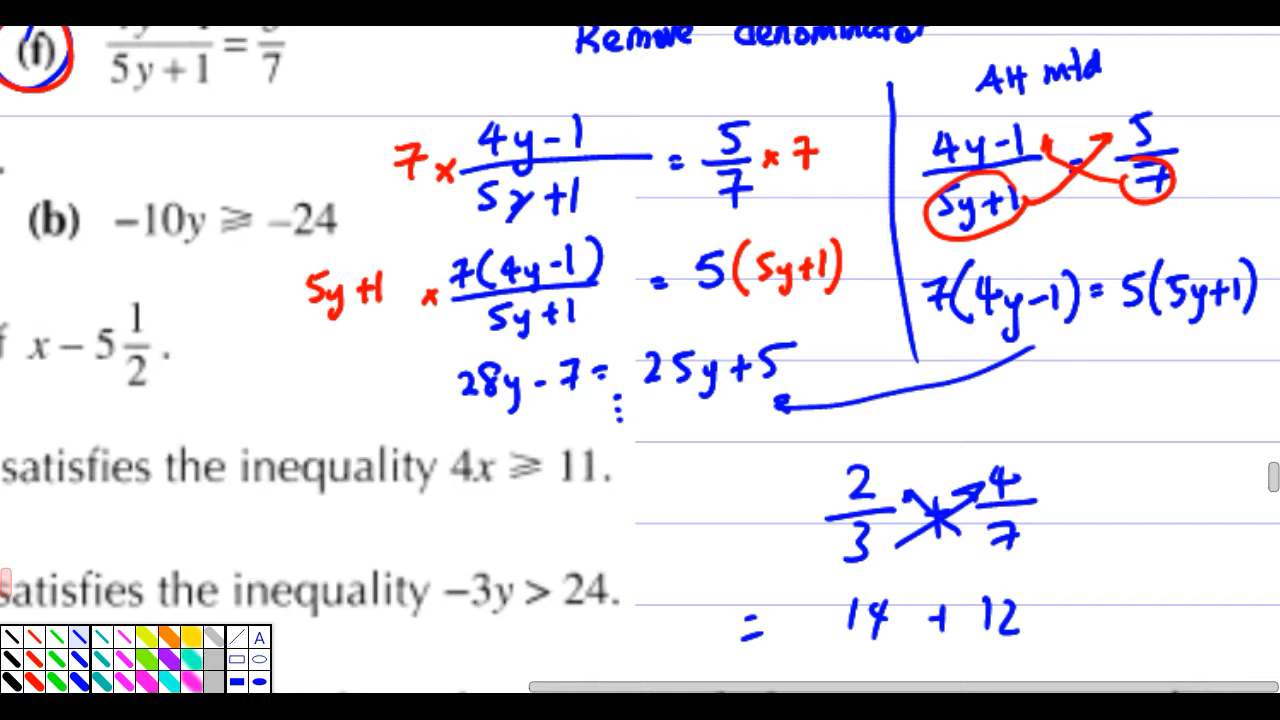 (f) 4y-1/5y+1 = 5/7
(b) -10y ⩾ -24
f x - 5 1/2.
satisfies the inequality 4x ⩾ 11.
satisfies the inequality -3y > 24.
Remove denominator
7 × 4y-1/5y+1 = 5/7 × 7
5y+1 × 7(4y-1)/5y+1 = 5(5y+1)
28y - 7 = 25y + 5
⋮
Alt mtd
4y-1/5y+1 = 5/7
7(4y-1) = 5(5y+1)
2/3 + 4/7
= 14 + 12
A